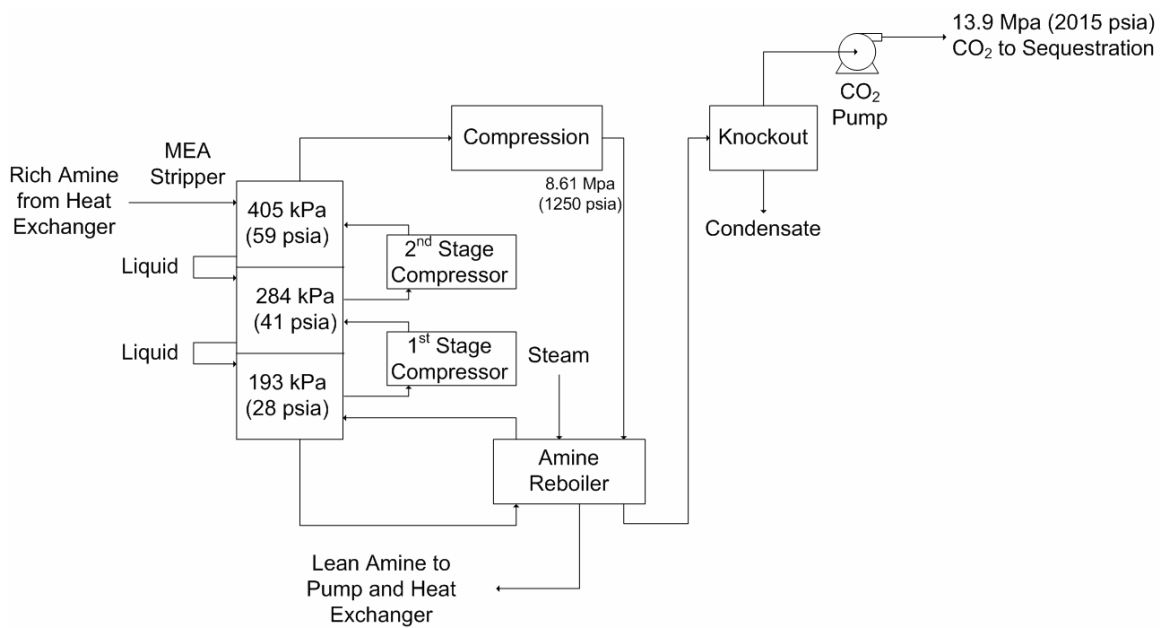 13.9 Mpa (2015 psia)
CO₂ to Sequestration
CO₂
Pump
Compression
Knockout
MEA
Stripper
Rich Amine
from Heat
Exchanger
8.61 Mpa
(1250 psia)
405 kPa
(59 psia)
Condensate
2nd Stage
Compressor
Liquid
284 kPa
(41 psia)
1st Stage
Compressor
Liquid
Steam
193 kPa
(28 psia)
Amine
Reboiler
Lean Amine to
Pump and Heat
Exchanger